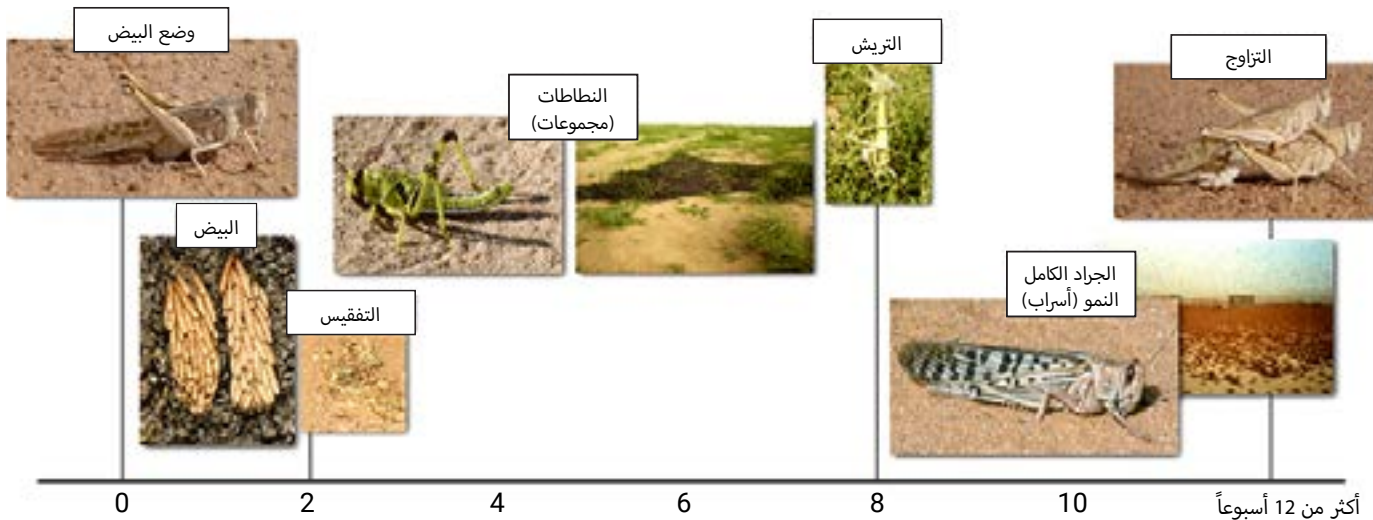 وضع البيض
البيض
التفقيس
النطاطات
(مجموعات)
التريش
الجراد الكامل
النمو (أسراب)
التزاوج
0
2
4
6
8
10
أكثر من 12 أسبوعاً